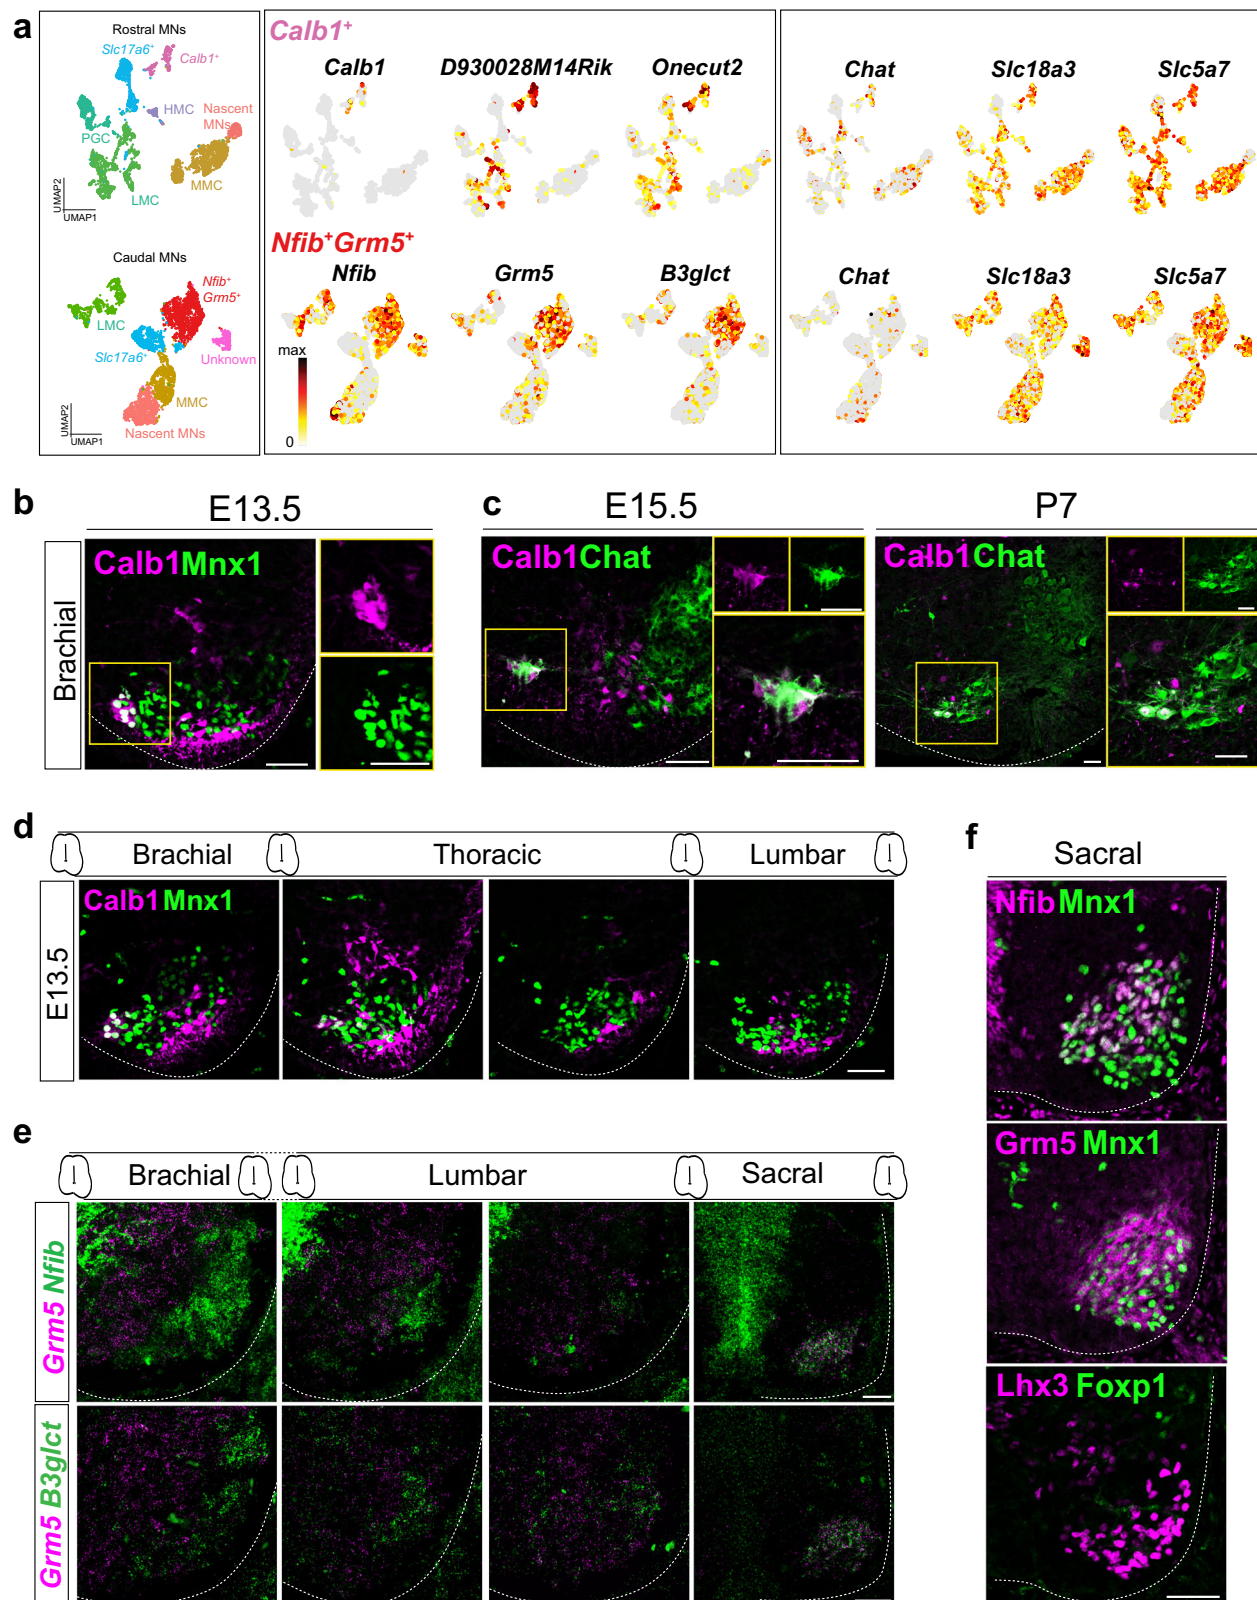 a
Rostral MNs
Slc17a6+
Calb1+
HMC
Nascent
MNs
PGC
MMC
LMC
UMAP2
UMAP1
Calb1+
Calb1
D930028M14Rik
Onecut2
Chat
Slc18a3
Slc5a7
Caudal MNs
Nfib+
Grm5+
LMC
Slc17a6+
Unknown
MMC
Nascent MNs
UMAP2
UMAP1
Nfib+Grm5+
Nfib
Grm5
B3glct
max
0
Chat
Slc18a3
Slc5a7
b
E13.5
Brachial
Calb1Mnx1
c
E15.5
P7
Calb1Chat
Calb1Chat
d
Brachial
Thoracic
Lumbar
E13.5
Calb1Mnx1
e
Brachial
Lumbar
Sacral
Grm5 Nfib
Grm5 B3glct
f
Sacral
NfibMnx1
Grm5 Mnx1
Lhx3 Foxp1